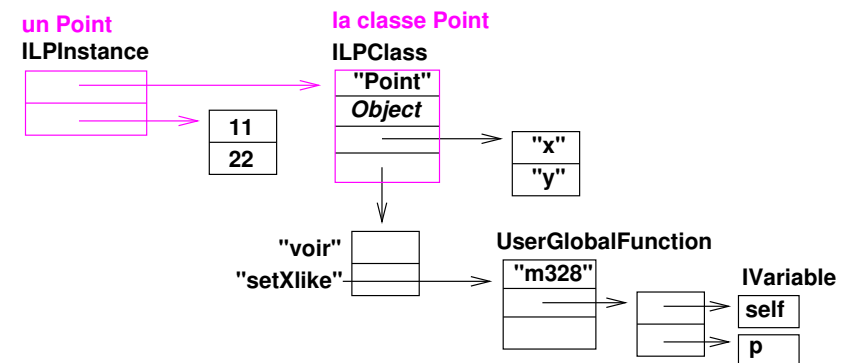 un Point
la classe Point
ILPInstance
ILPClass
"Point"
Object
11
22
"x"
"y"
"voir"
"setXlike"
UserGlobalFunction
"m328"
IVariable
self
p